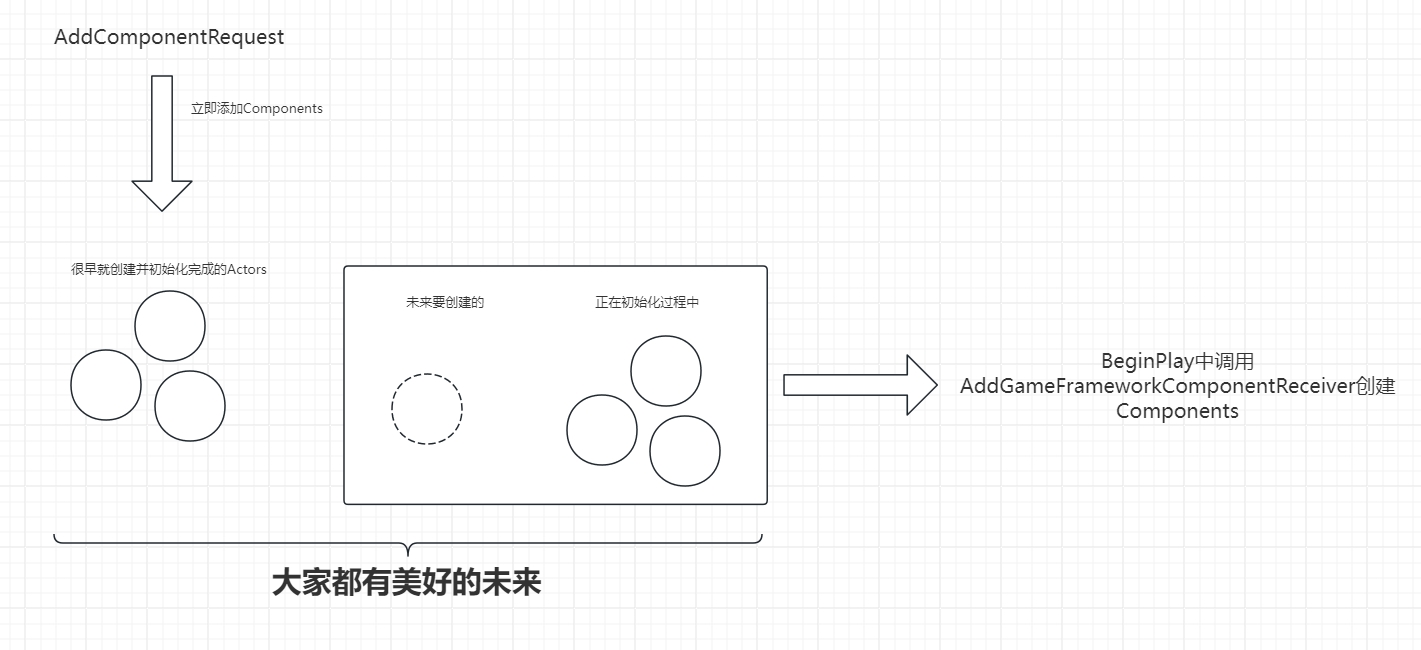 AddComponentRequest
立即添加Components
很早就创建并初始化完成的Actors
未来要创建的
正在初始化过程中
BeginPlay中调用
AddGameFrameworkComponentReceiver创建
Components
大家都有美好的未来